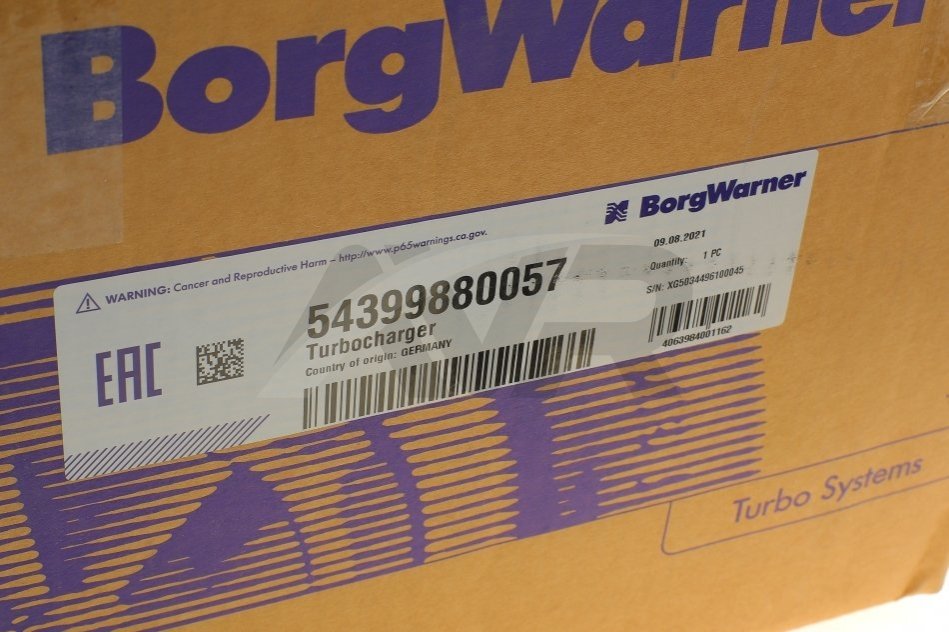 BorgWarner
BorgWarner
WARNING: Cancer and Reproductive Harm – http://www.p65warnings.ca.gov.
09.08.2021
Quantity: 1 PC
S/N: XG5034496100045
4063984001162
EAC
54399880057
Turbocharger
Country of origin: GERMANY
Turbo Systems